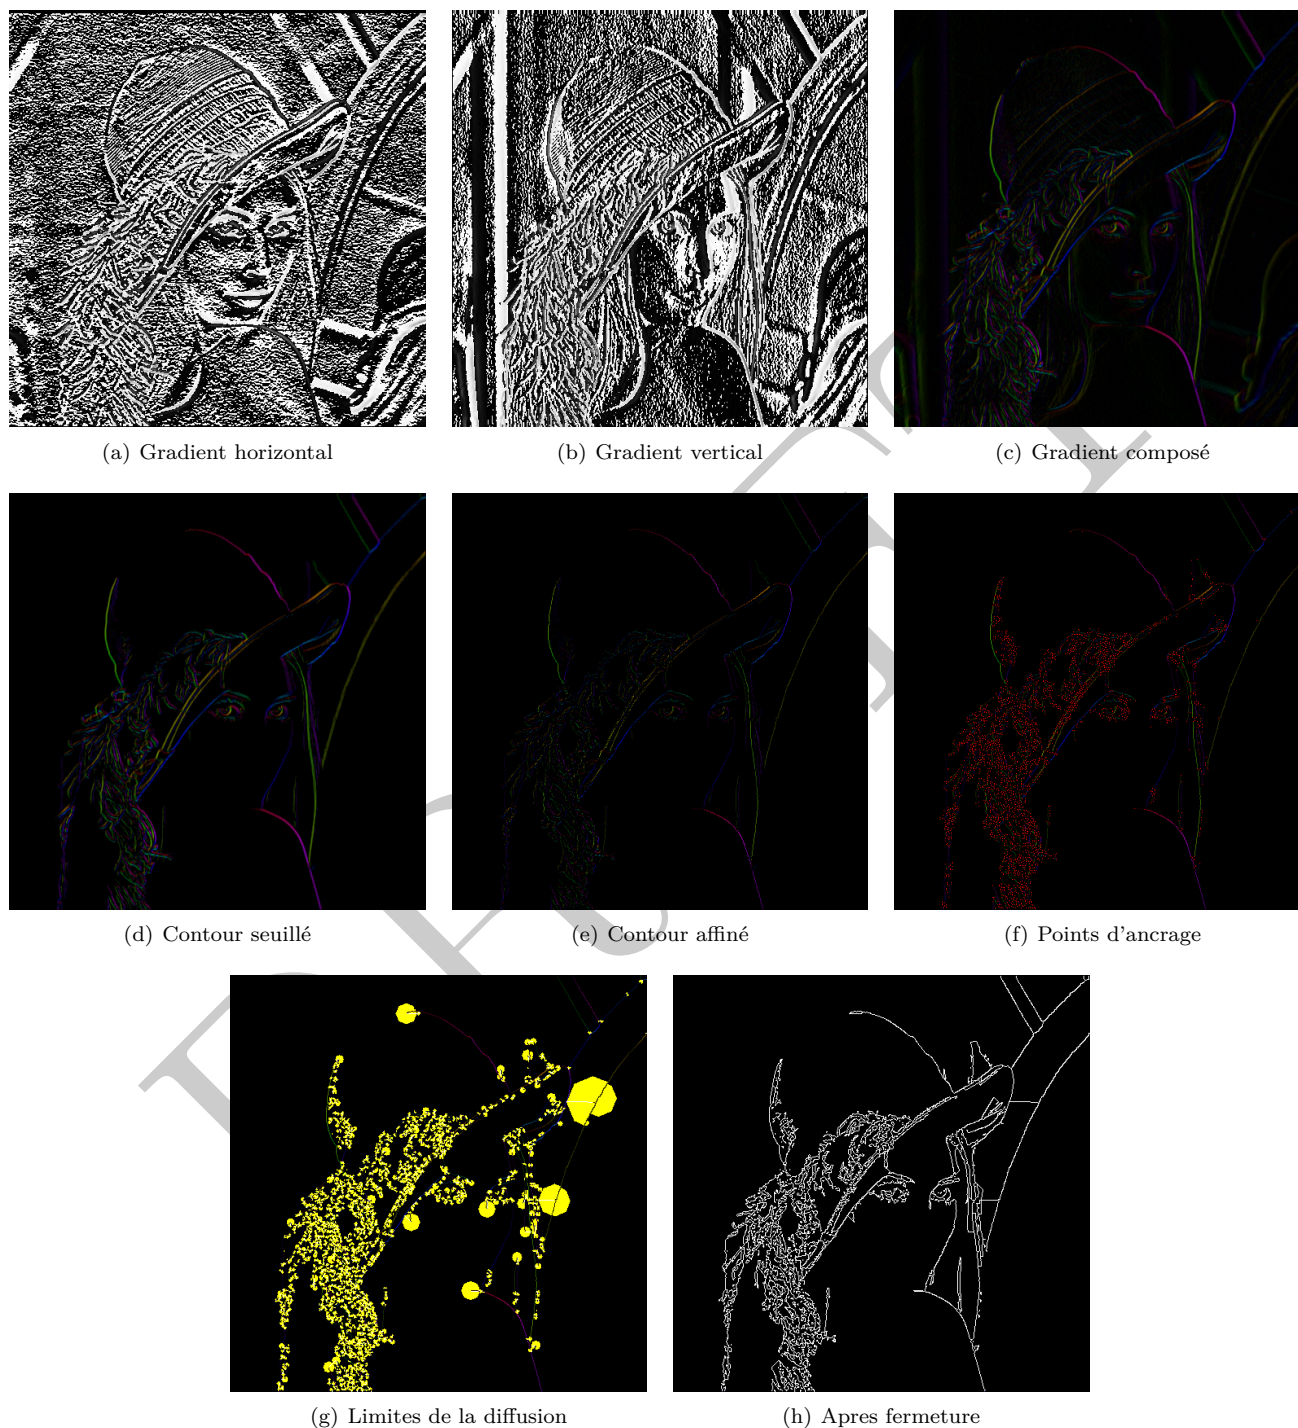 (a) Gradient horizontal
(b) Gradient vertical
(c) Gradient composé
(d) Contour seuillé
(e) Contour affiné
(f) Points d'ancrage
(g) Limites de la diffusion
(h) Apres fermeture